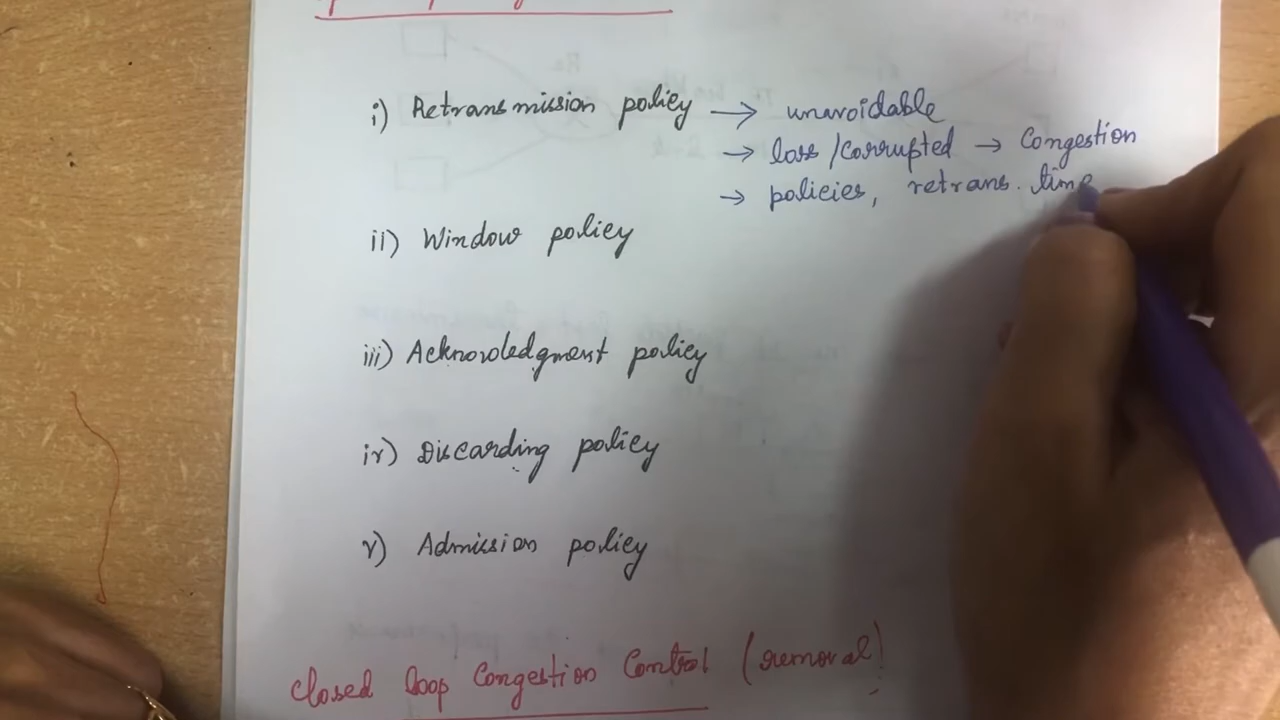 i) Retransmission policy → unavoidable
→ loss/corrupted → Congestion
→ policies, retrans. time
ii) Window policy
iii) Acknowledgment policy
iv) Discarding policy
v) Admission policy
Closed loop Congestion Control (removal)